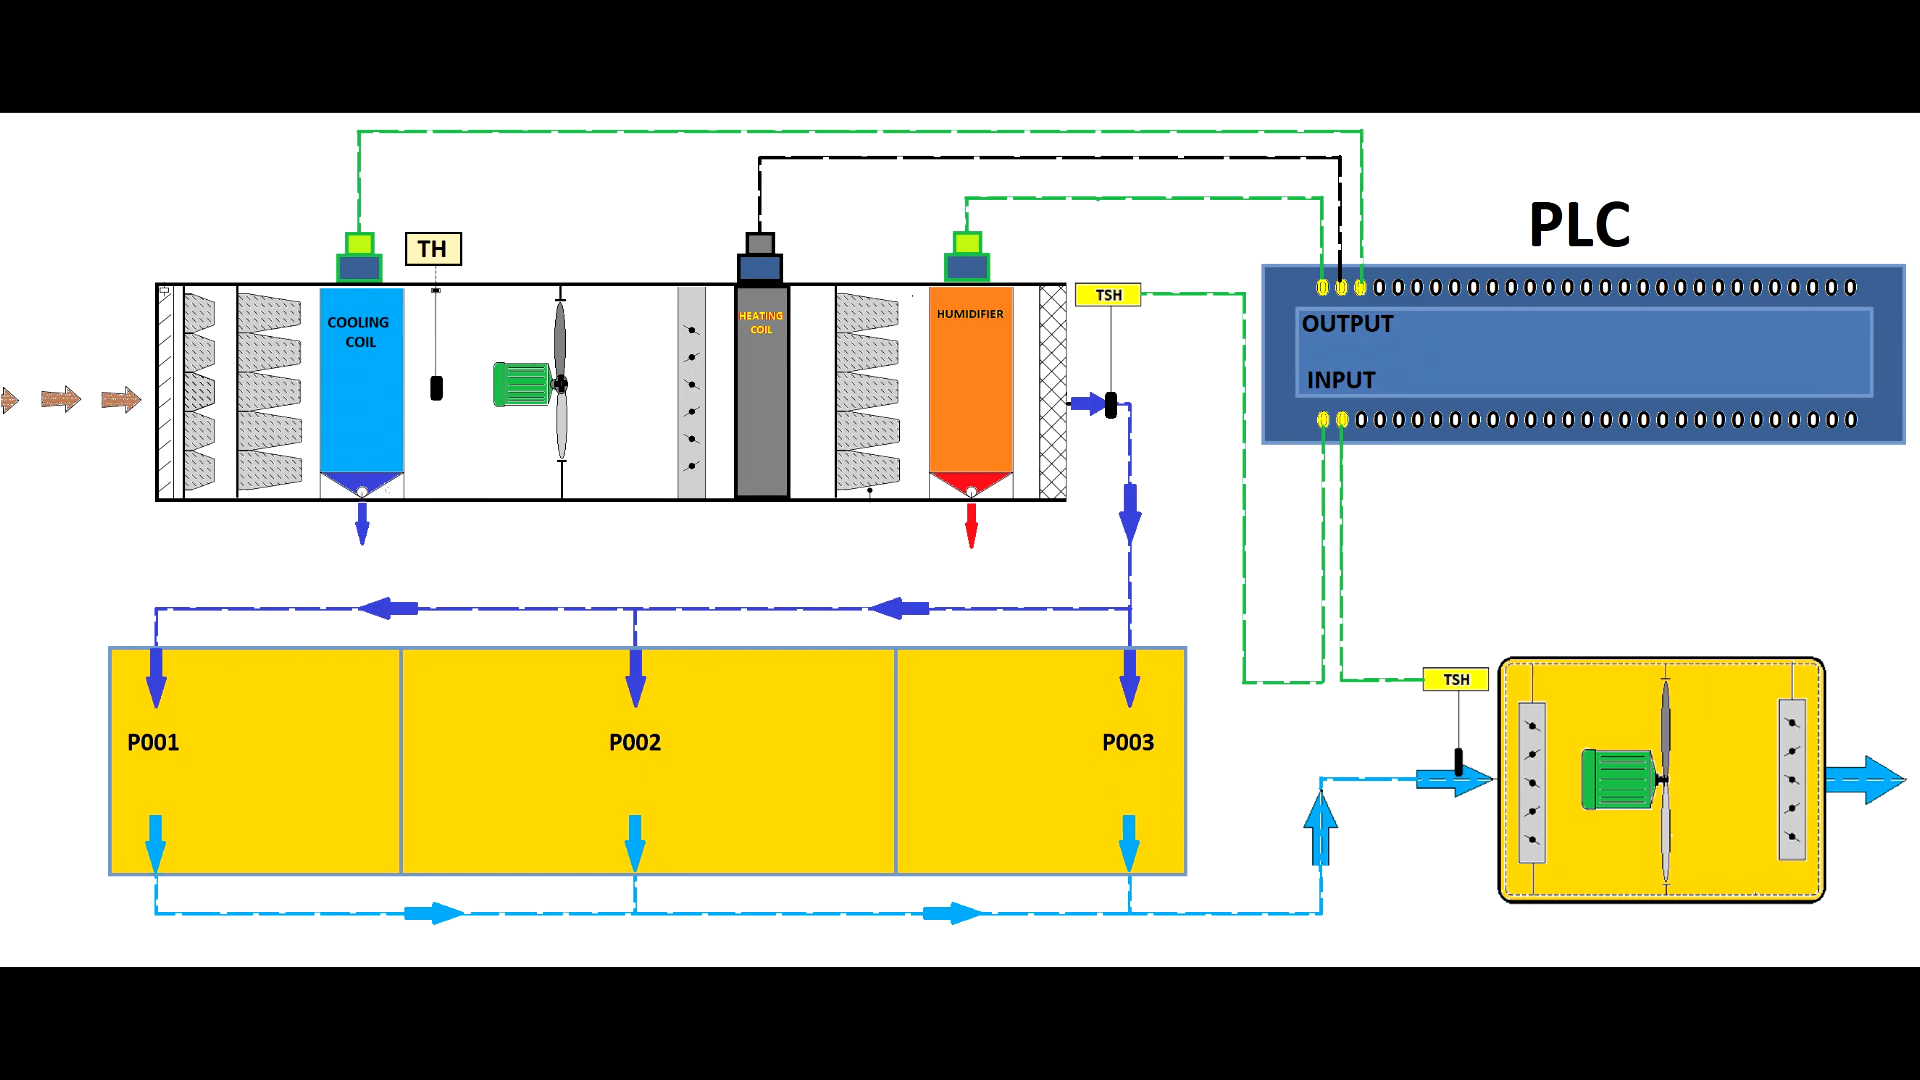 PLC
TH
COOLING
COIL
HEATING
COIL
HUMIDIFIER
TSH
OUTPUT
INPUT
TSH
P001
P002
P003